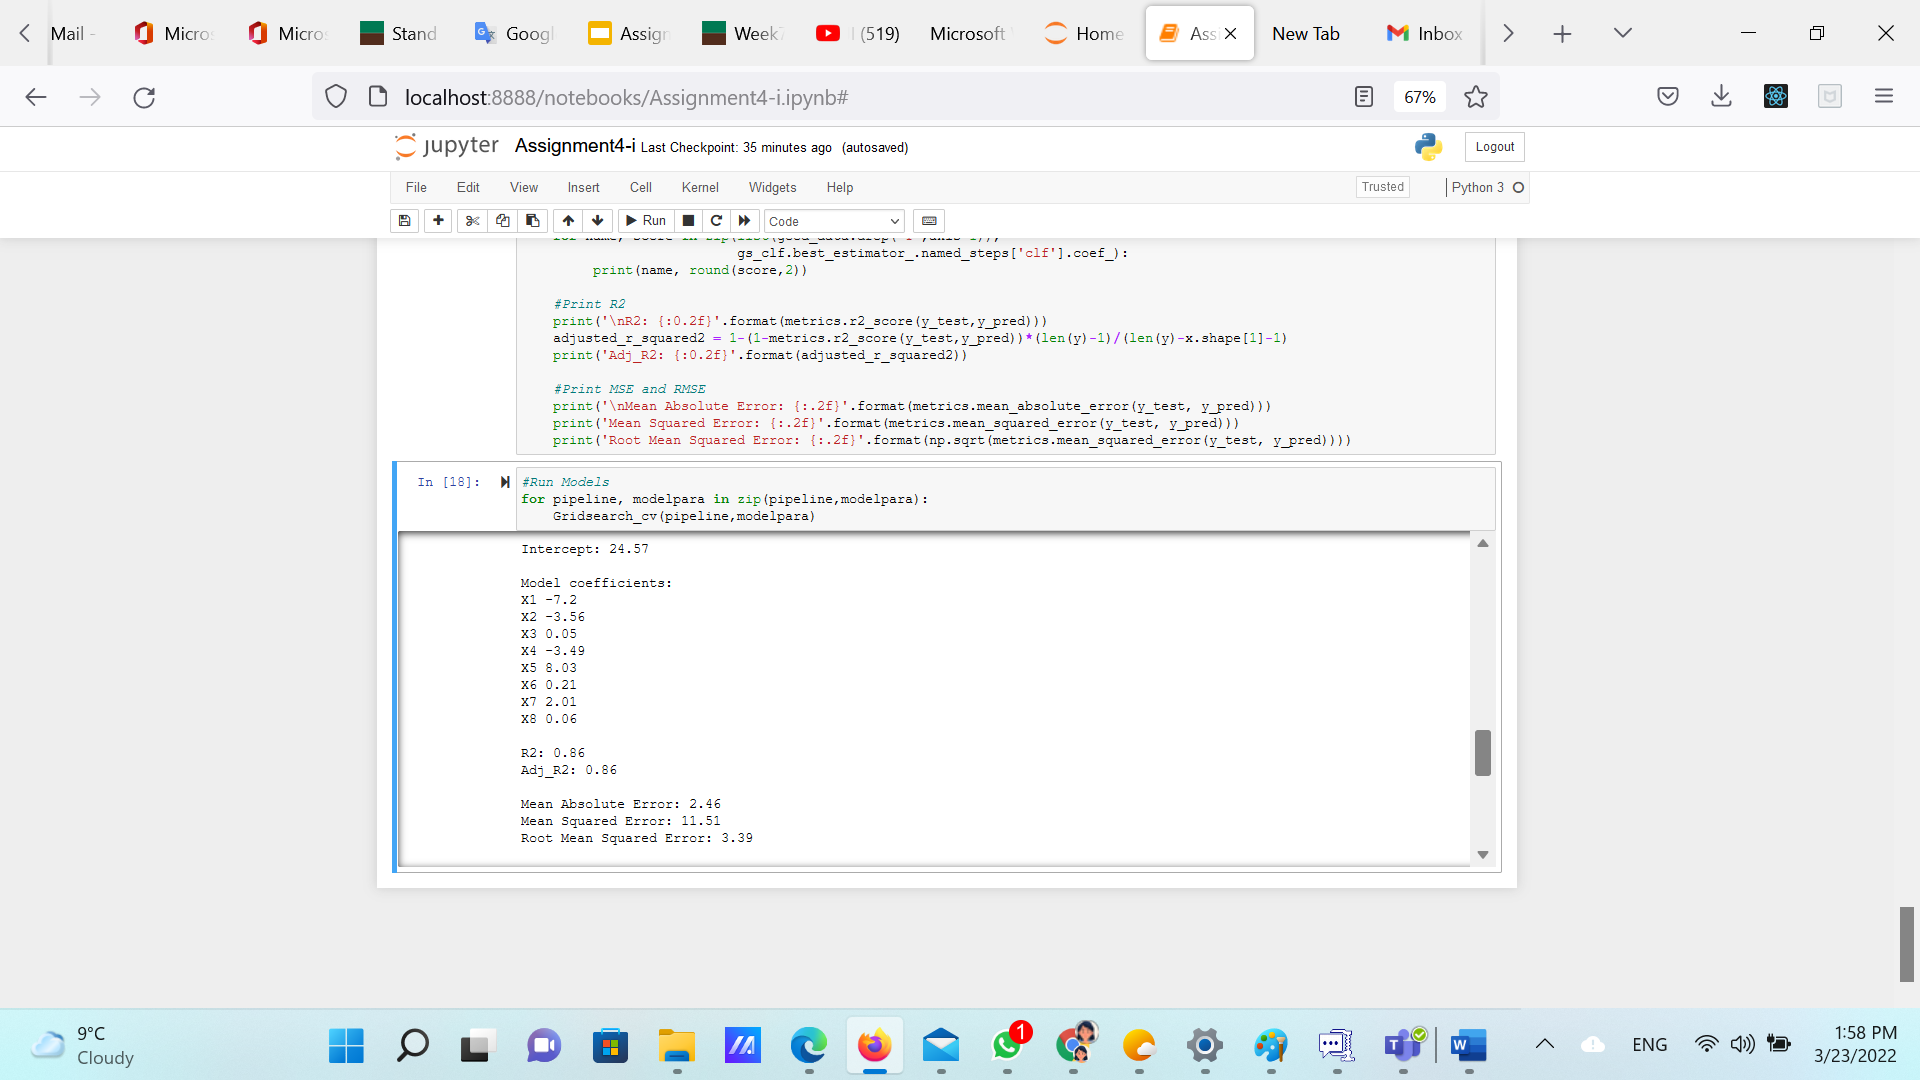 Mail -
Micros
Micros
Stand
Googl
Assign
Week7
(519)
Microsoft
Home
Assi
New Tab
Inbox
localhost:8888/notebooks/Assignment4-i.ipynb#
67%
jupyter Assignment4-i Last Checkpoint: 35 minutes ago (autosaved)
Logout
File Edit View Insert Cell Kernel Widgets Help
Trusted
Python 3
Run
Code
gs_clf.best_estimator_.named_steps['clf'].coef_):
print(name, round(score,2))
#Print R2
print('\nR2: {:0.2f}'.format(metrics.r2_score(y_test,y_pred)))
adjusted_r_squared2 = 1-(1-metrics.r2_score(y_test,y_pred))*(len(y)-1)/(len(y)-x.shape[1]-1)
print('Adj_R2: {:0.2f}'.format(adjusted_r_squared2))
#Print MSE and RMSE
print('\nMean Absolute Error: {:.2f}'.format(metrics.mean_absolute_error(y_test, y_pred)))
print('Mean Squared Error: {:.2f}'.format(metrics.mean_squared_error(y_test, y_pred)))
print('Root Mean Squared Error: {:.2f}'.format(np.sqrt(metrics.mean_squared_error(y_test, y_pred))))
In [18]:
#Run Models
for pipeline, modelpara in zip(pipeline,modelpara):
Gridsearch_cv(pipeline,modelpara)
Intercept: 24.57
Model coefficients:
X1 -7.2
X2 -3.56
X3 0.05
X4 -3.49
X5 8.03
X6 0.21
X7 2.01
X8 0.06
R2: 0.86
Adj_R2: 0.86
Mean Absolute Error: 2.46
Mean Squared Error: 11.51
Root Mean Squared Error: 3.39
9°C
Cloudy
1
ENG
1:58 PM
3/23/2022